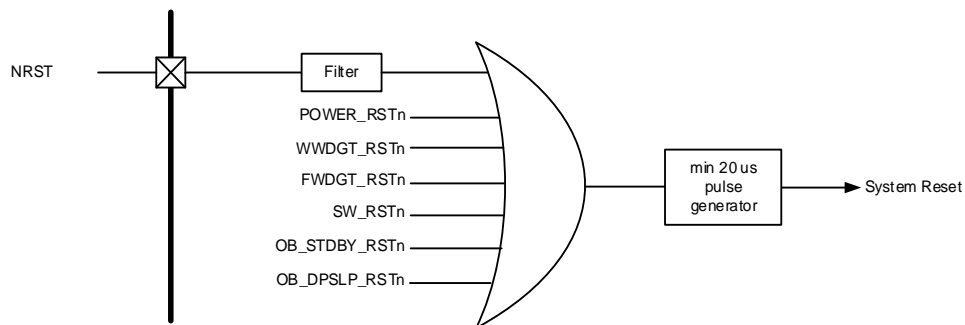 NRST
Filter
POWER_RSTn
WWDGT_RSTn
FWDGT_RSTn
SW_RSTn
OB_STDBY_RSTn
OB_DPSLP_RSTn
min 20 us
pulse
generator
System Reset